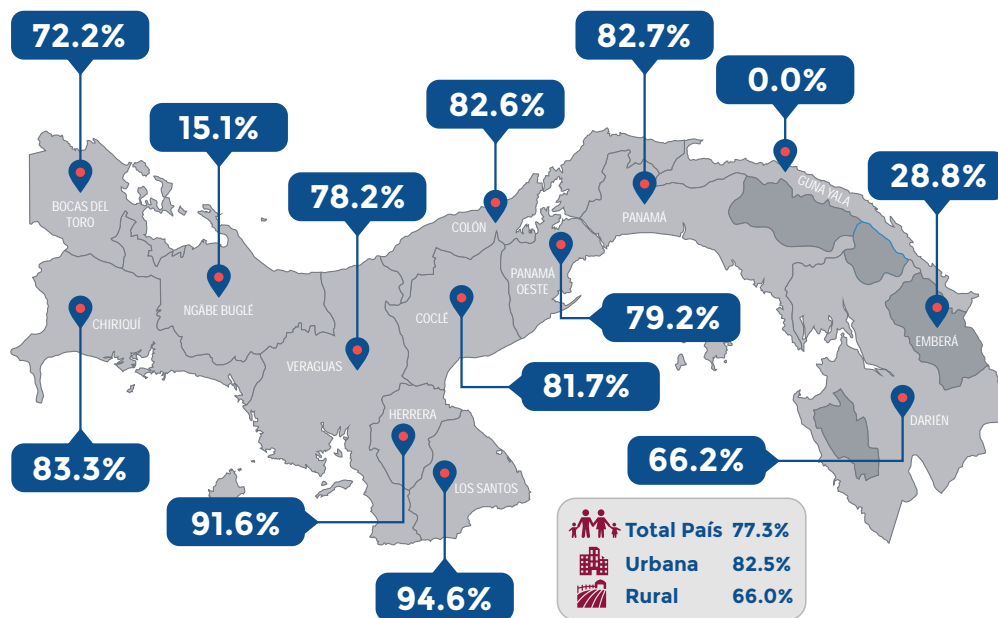 72.2%
82.7%
0.0%
82.6%
15.1%
28.8%
78.2%
BOCAS DEL
TORO
COLÓN
PANAMÁ
GUNA YALA
PANAMÁ
OESTE
NGÄBE BUGLÉ
CHIRIQUÍ
COCLÉ
79.2%
EMBERÁ
VERAGUAS
81.7%
HERRERA
DARIÉN
83.3%
66.2%
LOS SANTOS
91.6%
94.6%
Total País 77.3%
Urbana 82.5%
Rural 66.0%